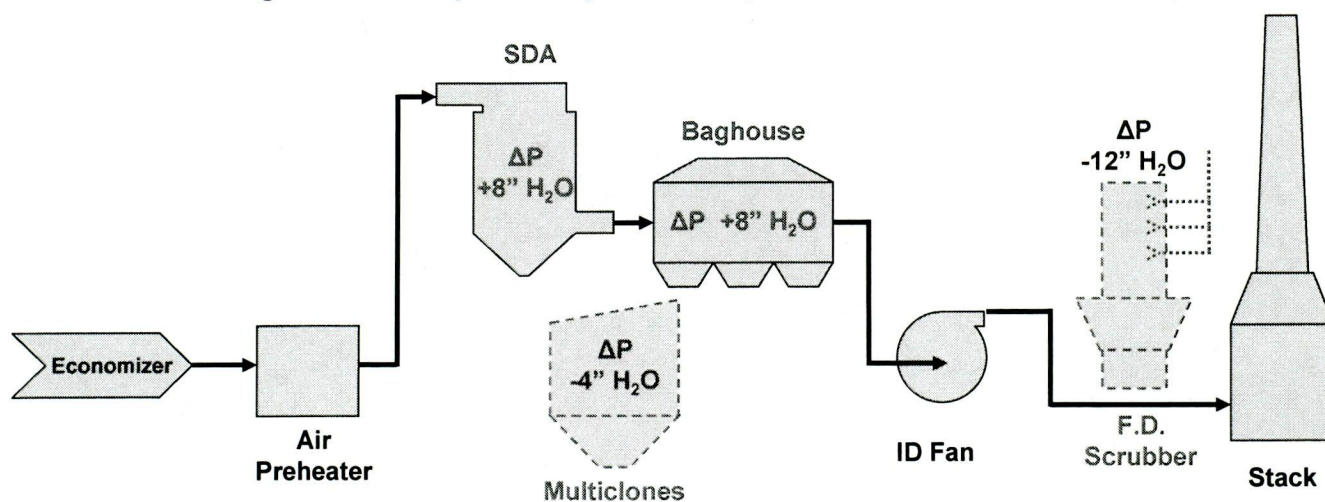 SDA
ΔP
+8” H₂O
Baghouse
ΔP +8” H₂O
ΔP
-12” H₂O
Economizer
Air
Preheater
ΔP
-4” H₂O
Multiclones
ID Fan
F.D.
Scrubber
Stack